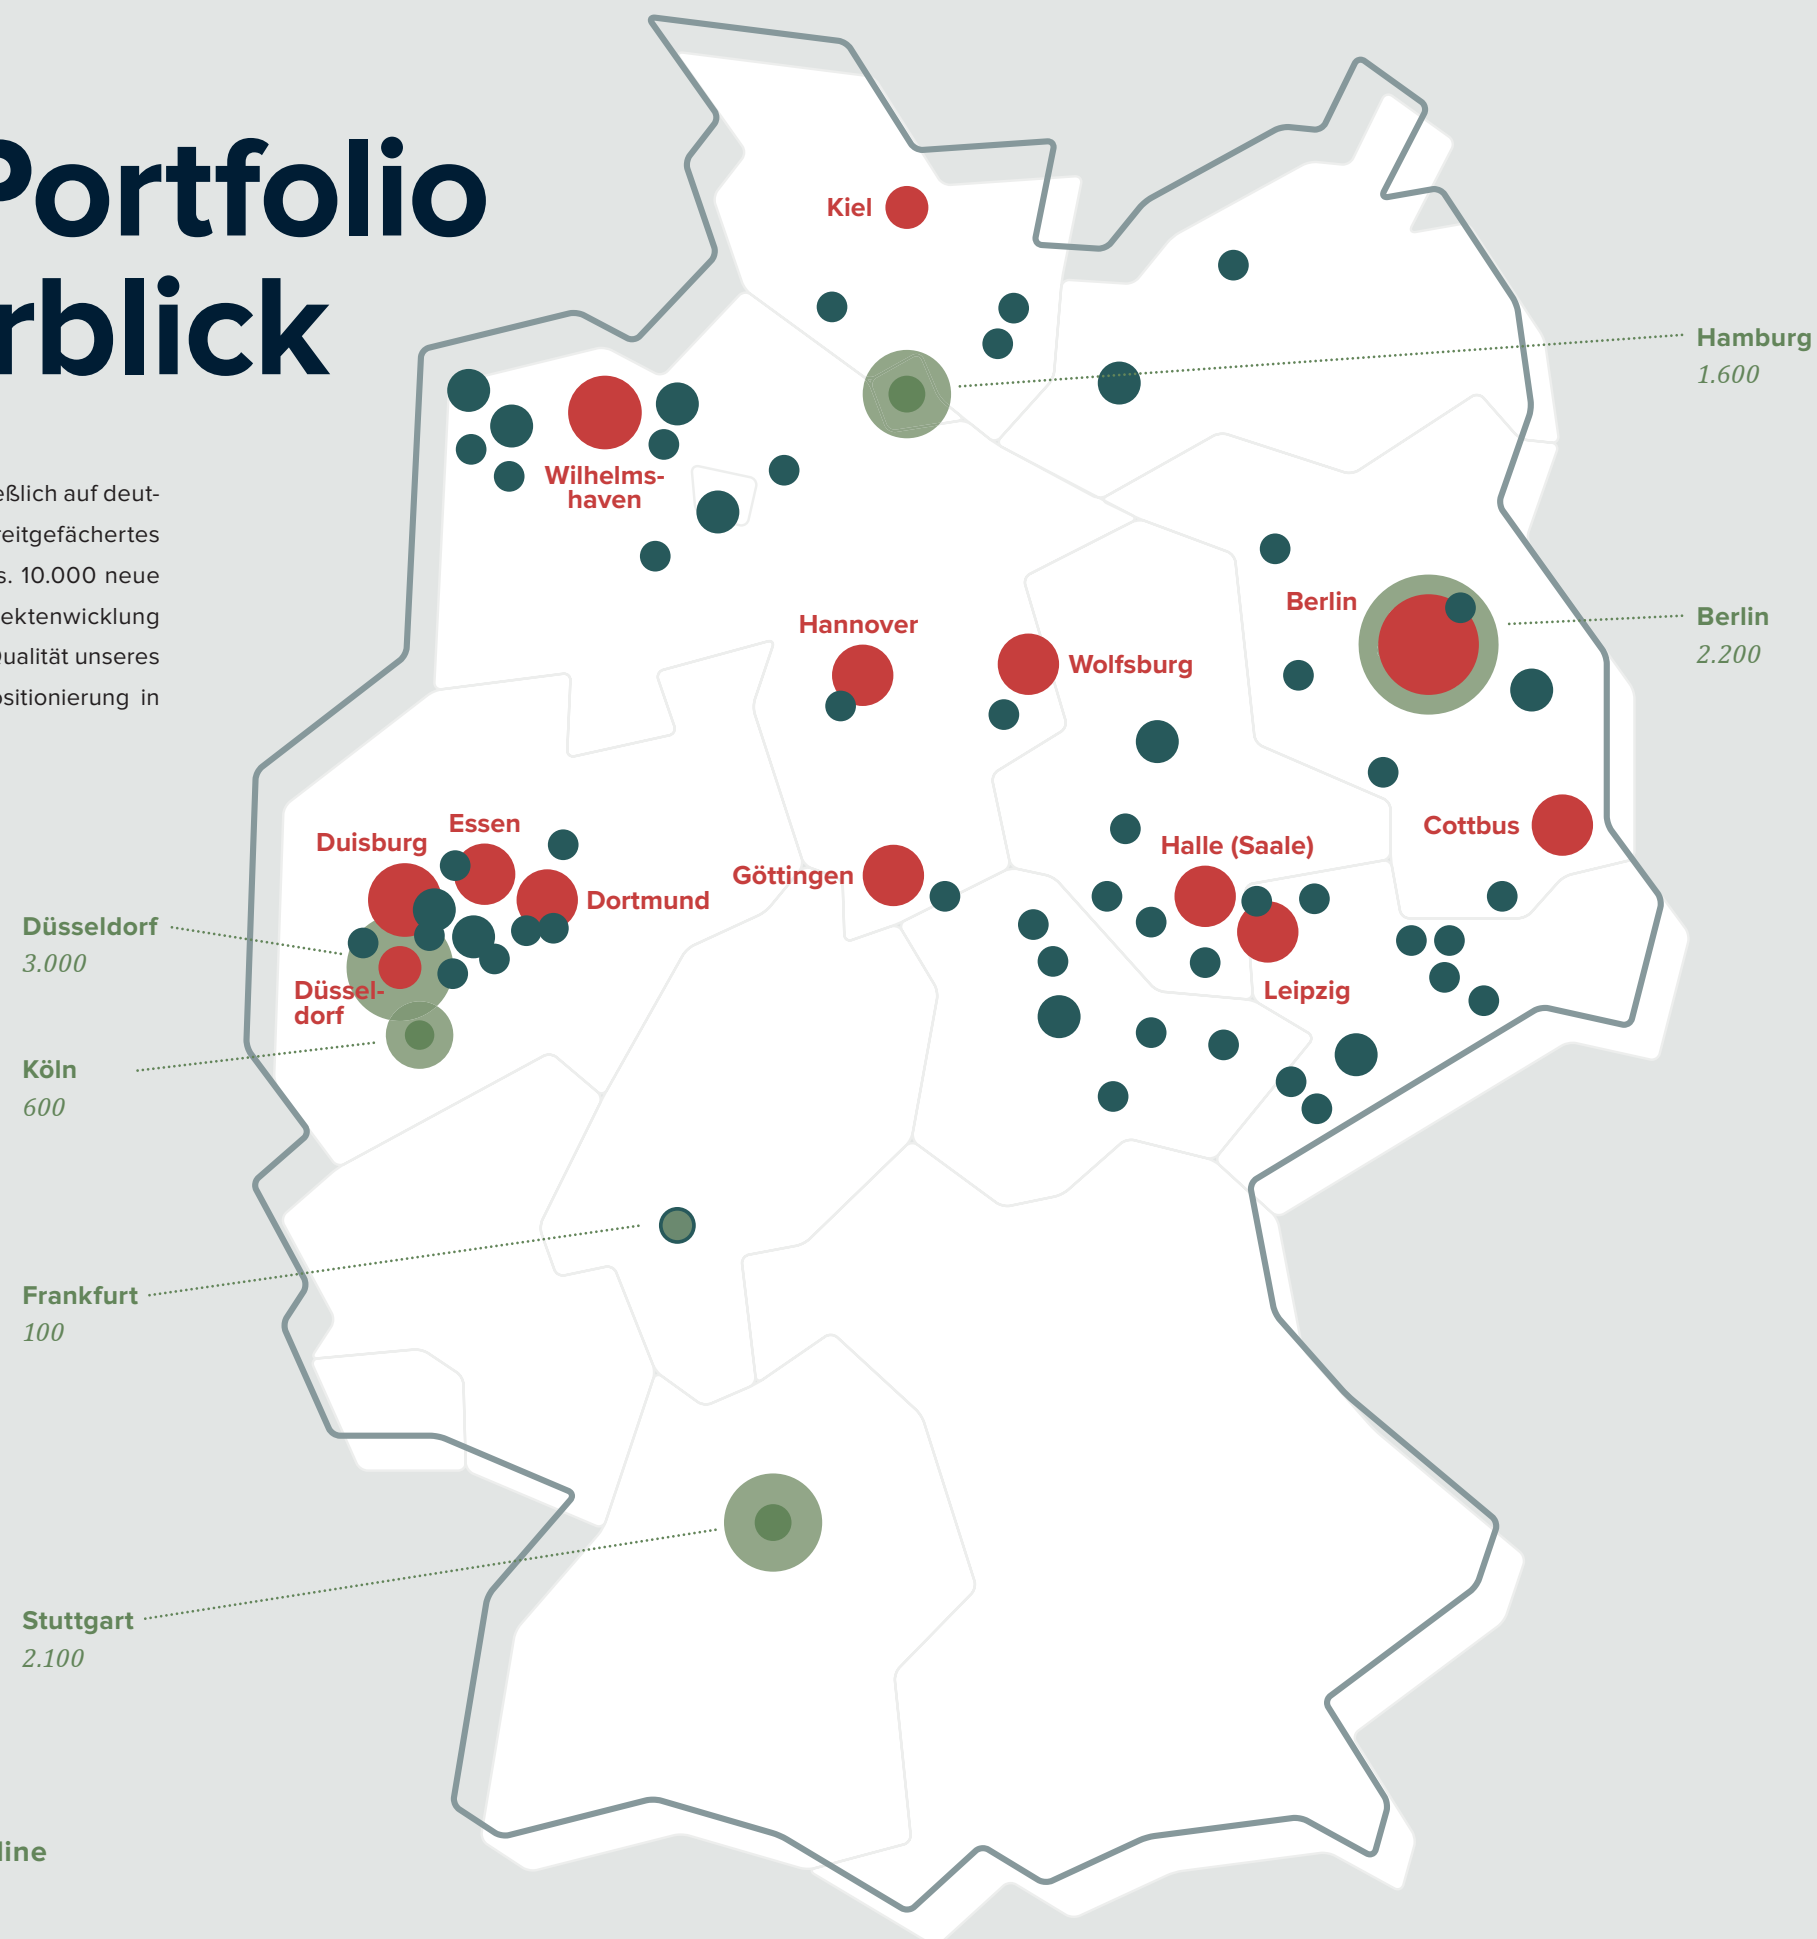 Portfolio
rblick
eßlich auf deut-
reitgefächertes
s. 10.000 neue
ektenwicklung
Qualität unseres
ositionierung in
Kiel
Hamburg
1.600
Wilhelms-
haven
Berlin
Berlin
2.200
Hannover
Wolfsburg
Essen
Duisburg
Cottbus
Halle (Saale)
Göttingen
Dortmund
Düsseldorf
3.000
Düssel-
dorf
Leipzig
Köln
600
Frankfurt
100
Stuttgart
2.100
line